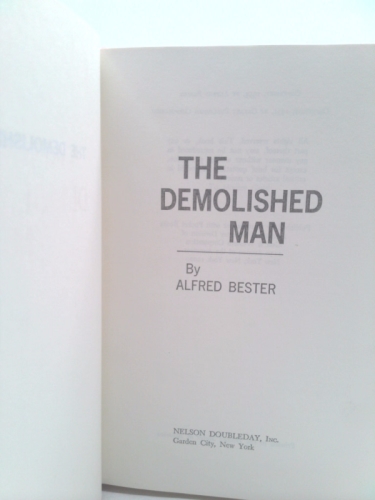 THE
DEMOLISHED
MAN
By
ALFRED BESTER
NELSON DOUBLEDAY, Inc.
Garden City, New York